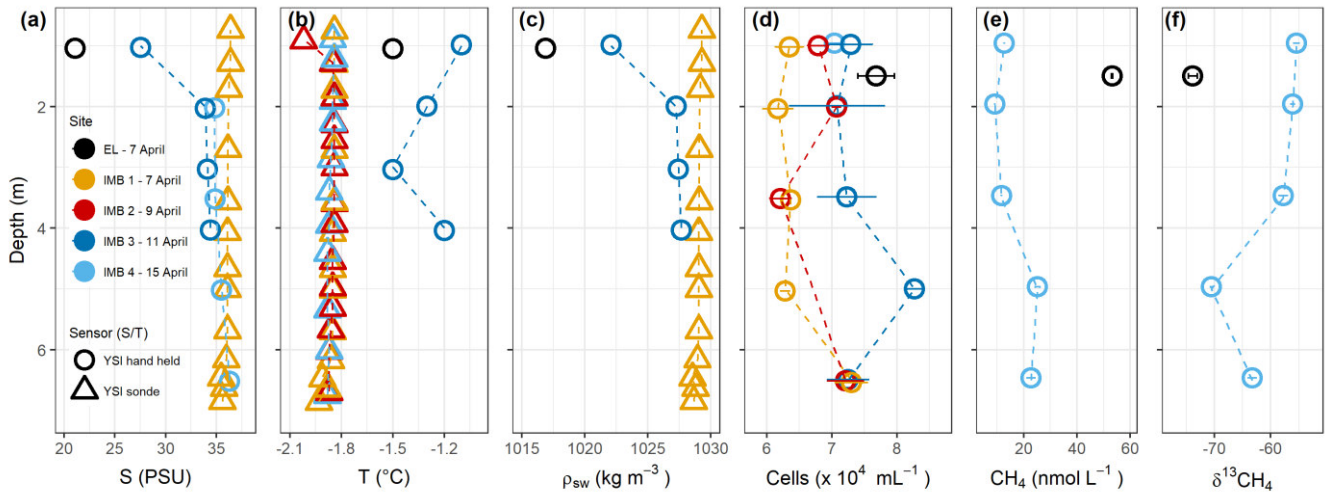 (a) (b) (c) (d) (e) (f)
Depth (m)
2
4
6
Site
EL - 7 April
IMB 1 - 7 April
IMB 2 - 9 April
IMB 3 - 11 April
IMB 4 - 15 April
Sensor (S/T)
YSI hand held
YSI sonde
20 25 30 35 -2.1 -1.8 -1.5 -1.2 1015 1022 1030 6 7 8 20 40 60 -70 -60
S (PSU) T (°C) ρsw (kg m⁻³) Cells (x 10⁴ mL⁻¹) CH₄ (nmol L⁻¹) δ¹³CH₄